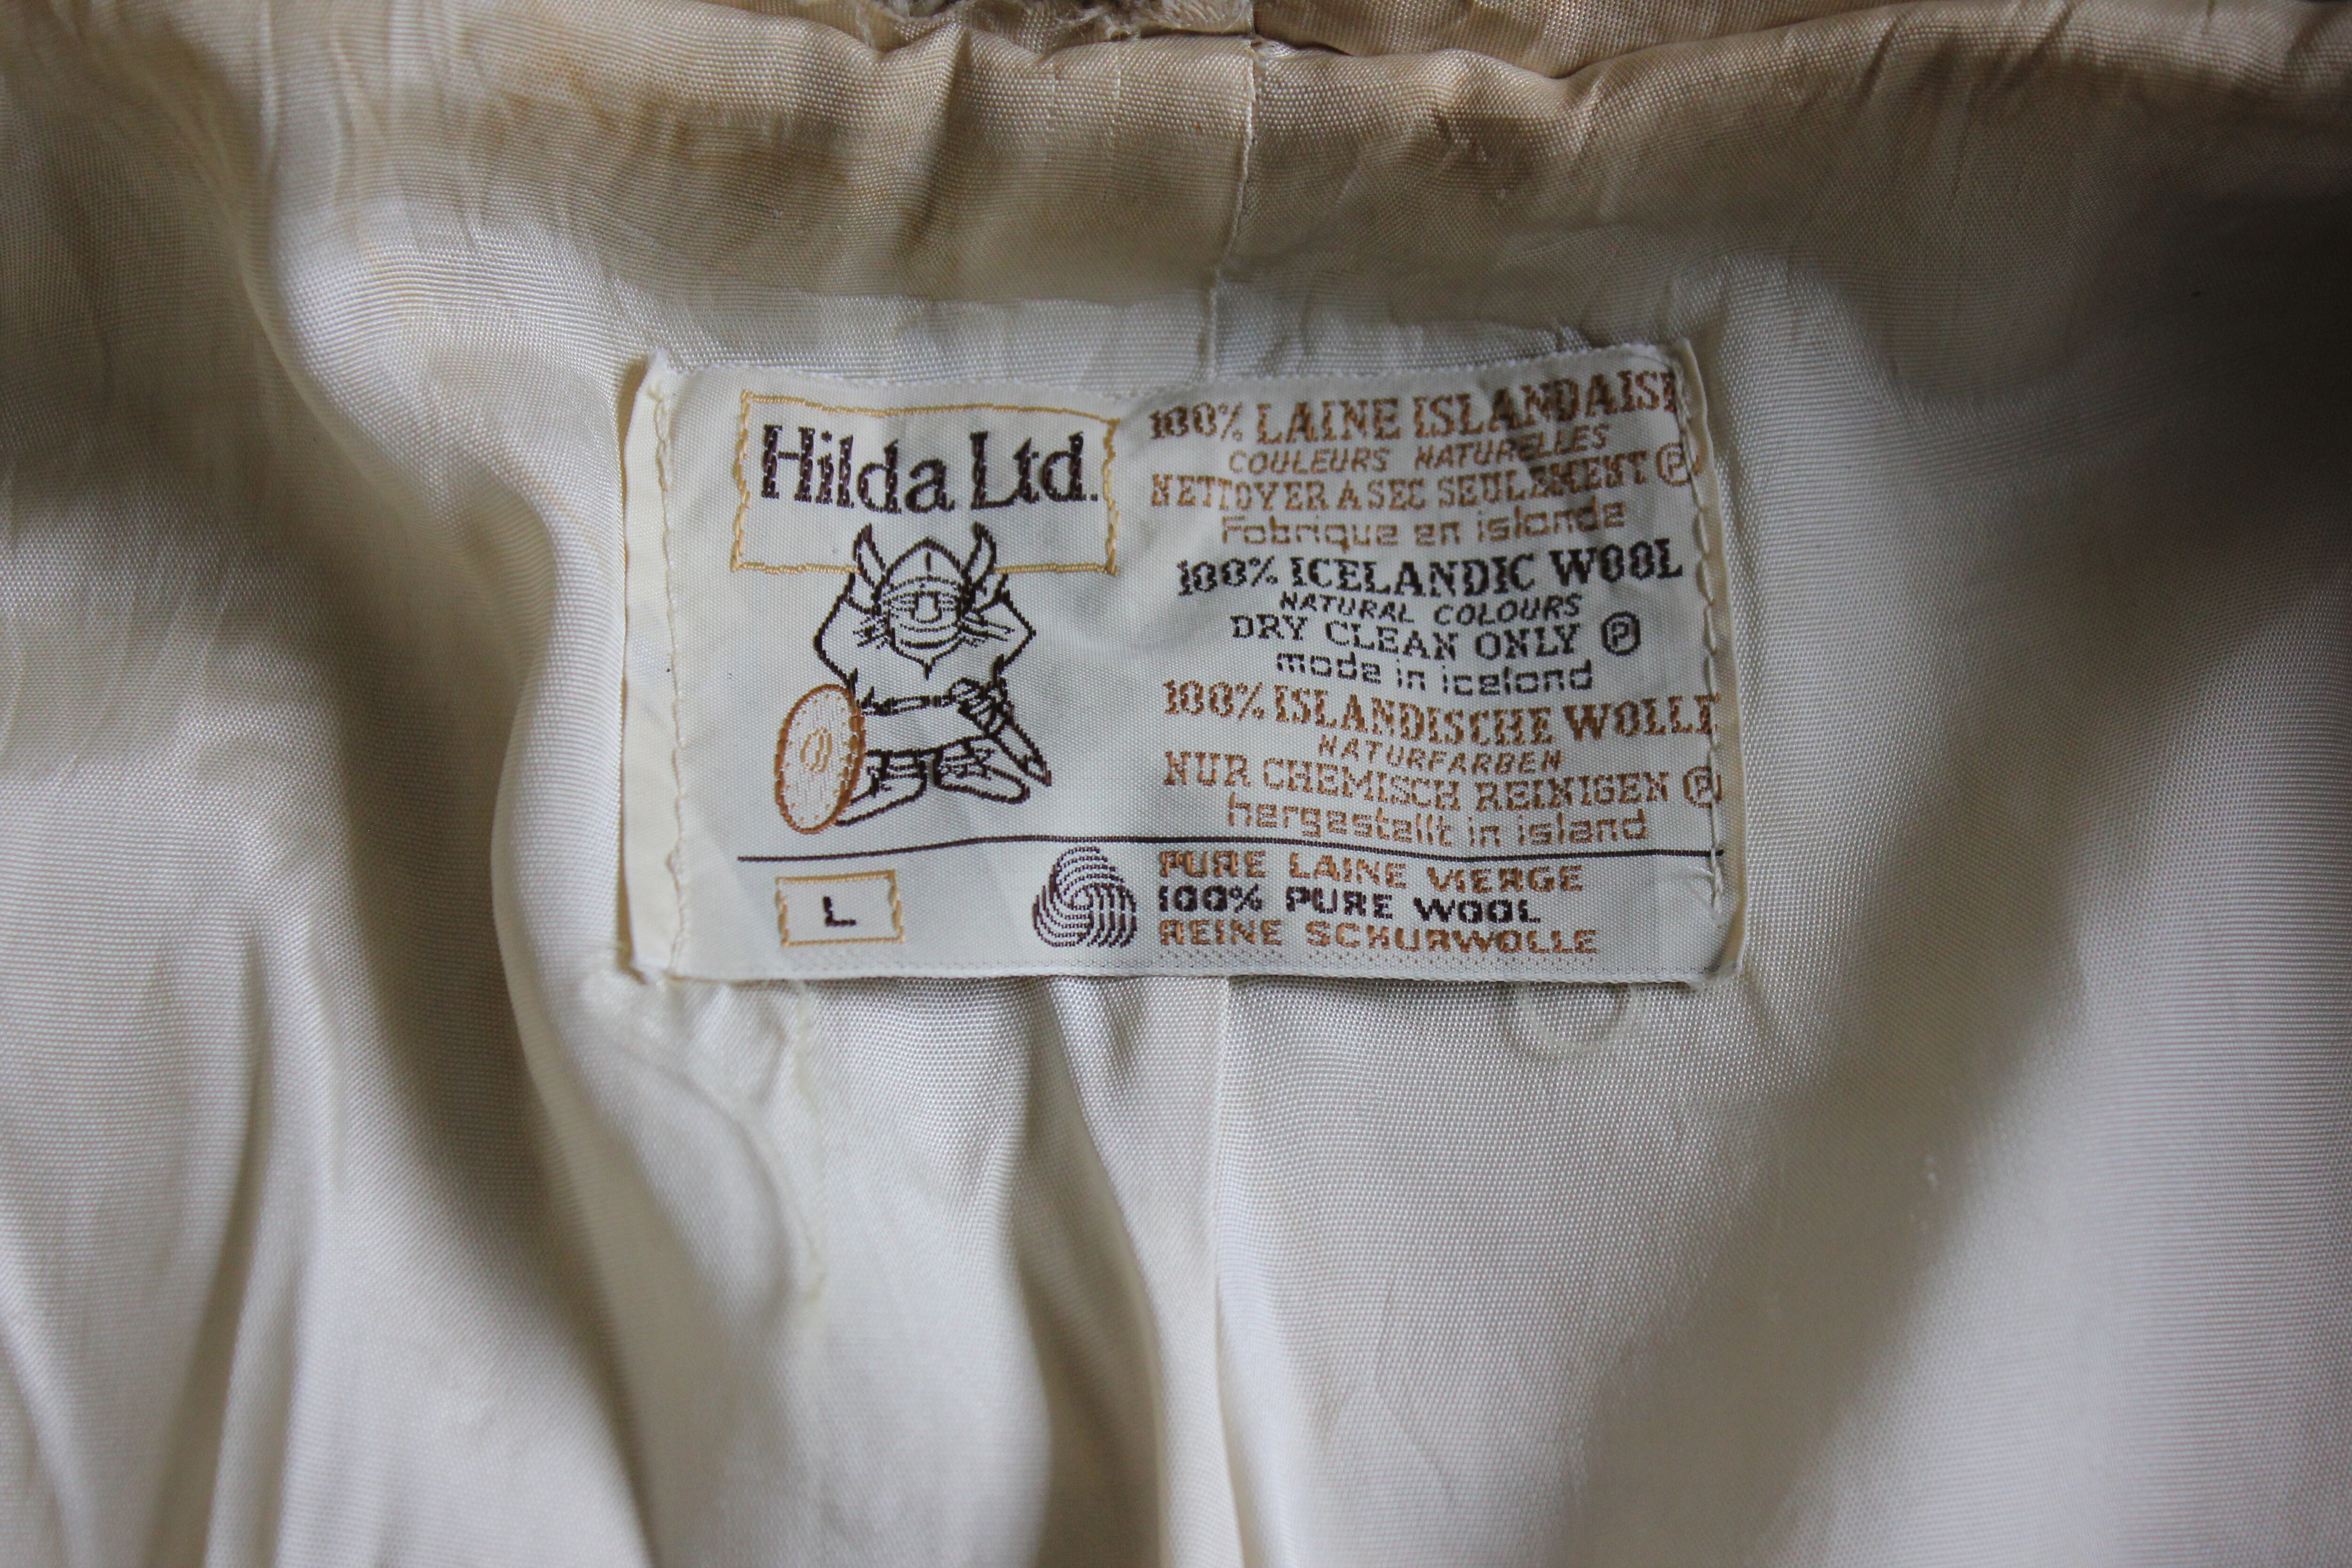 Hilda Ltd.
100% LAINE ISLANDAISE
COULEURS NATURELLES
NETTOYER A SEC SEULEMENT Ⓟ
Fabrique en islande
100% ICELANDIC WOOL
NATURAL COLOURS
DRY CLEAN ONLY Ⓟ
made in iceland
100% ISLANDISCHE WOLLE
NATURFARBEN
NUR CHEMISCH REINIGEN Ⓟ
hergestellt in island
L
PURE LAINE VIERGE
100% PURE WOOL
REINE SCHURWOLLE